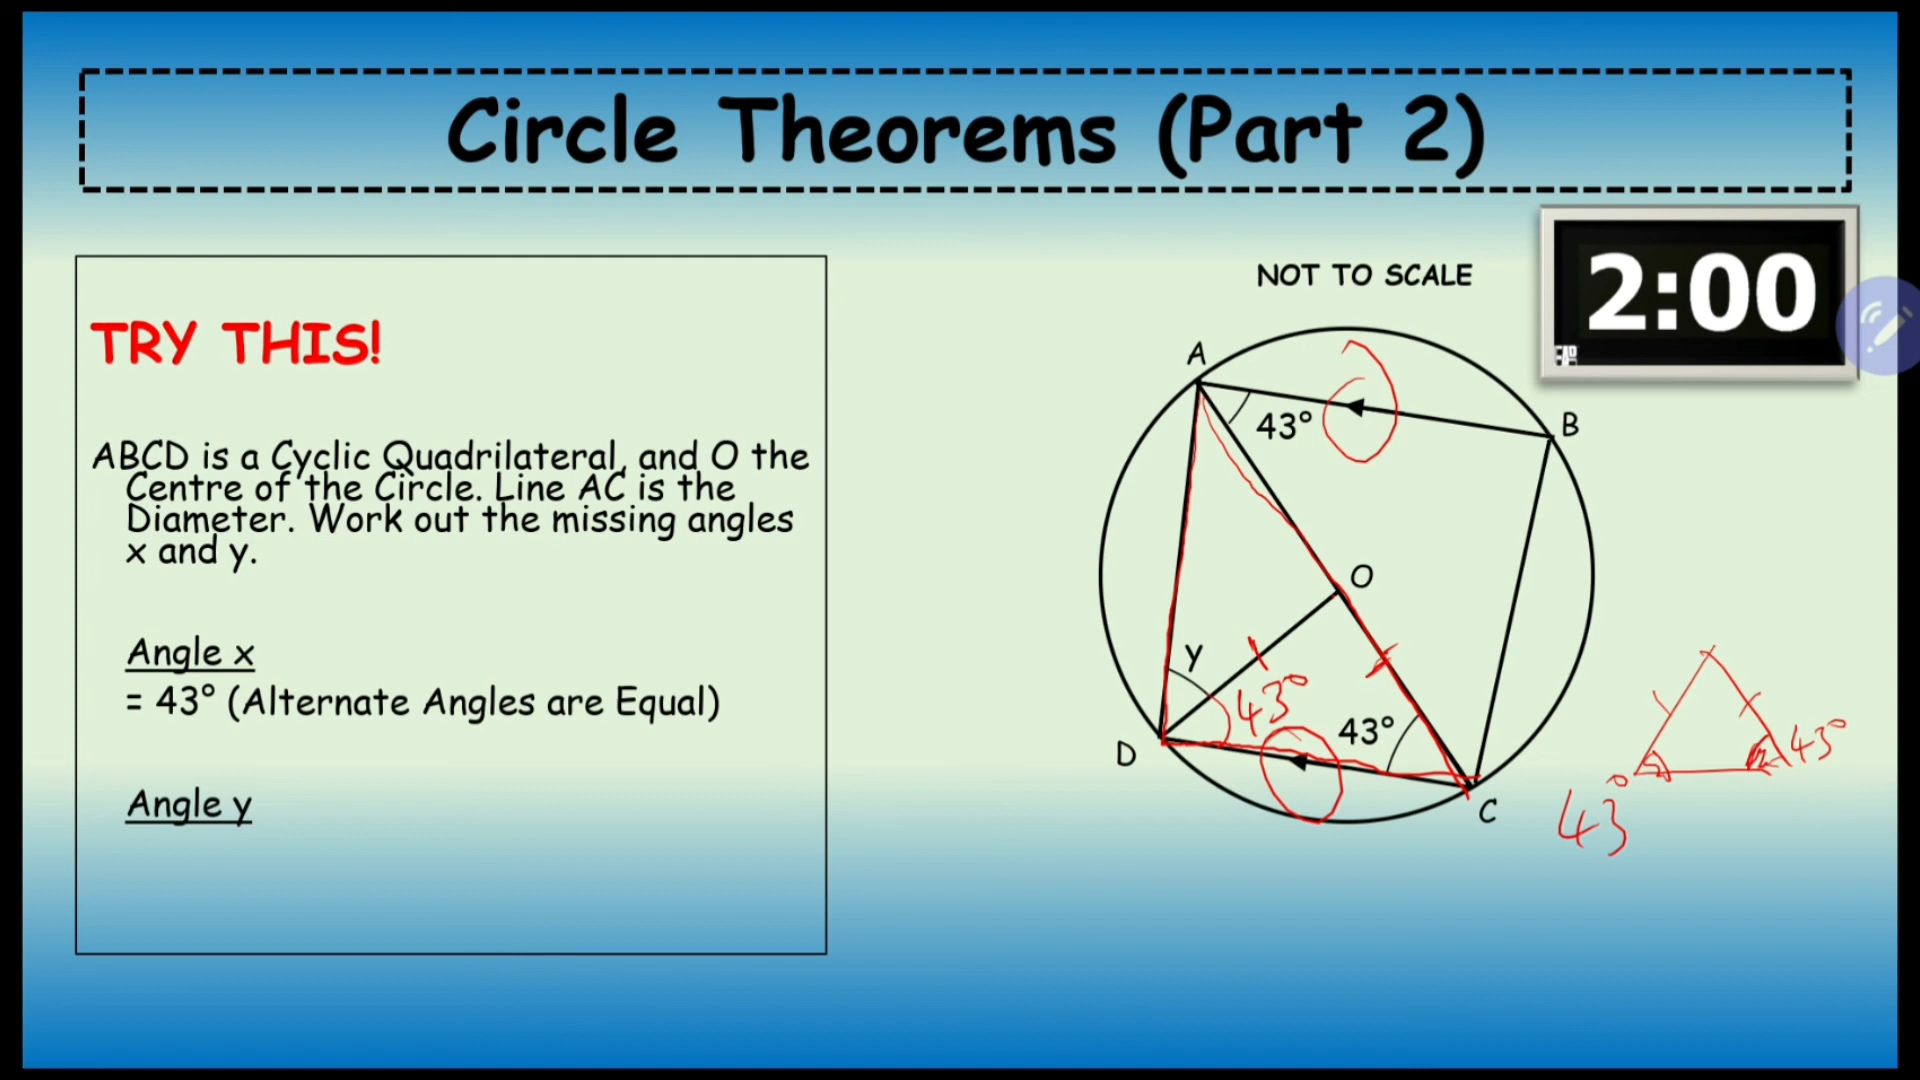 Circle Theorems (Part 2)
2:00
NOT TO SCALE
TRY THIS!
ABCD is a Cyclic Quadrilateral, and O the
Centre of the Circle. Line AC is the
Diameter. Work out the missing angles
x and y.
Angle x
= 43° (Alternate Angles are Equal)
Angle y
A
43°
B
O
y
43°
43°
D
C
43°
43°